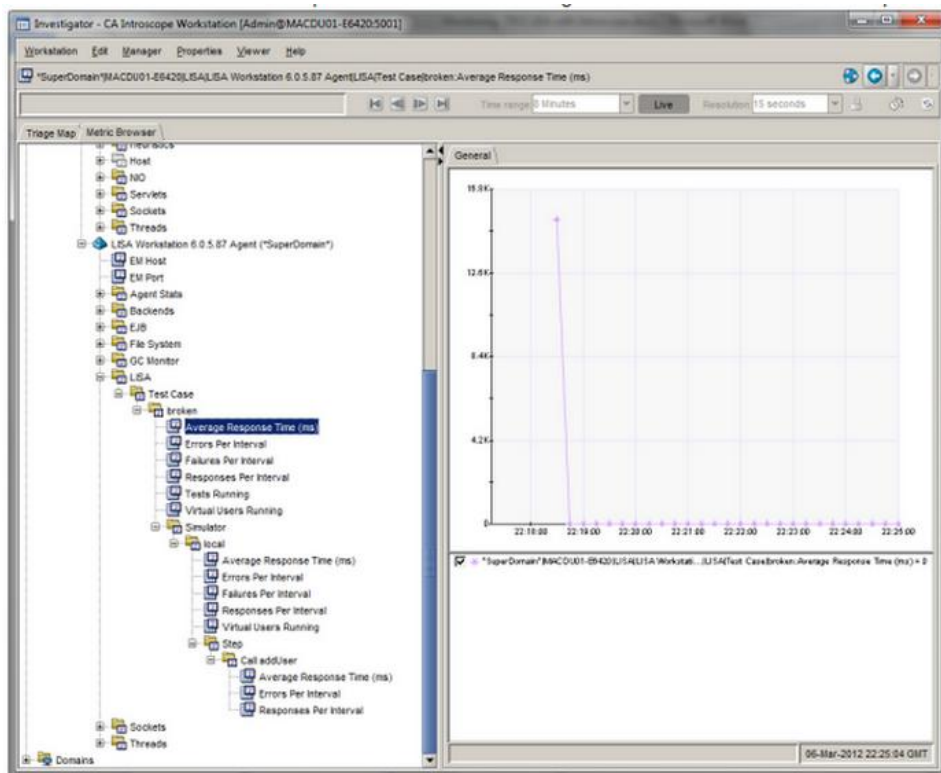 Investigator - CA Introscope Workstation [Admin@MACDU01-E6420:5001]
Workstation Edit Manager Properties Viewer Help
*SuperDomain*|MACDU01-E6420|LISA|LISA Workstation 6.0.5.87 Agent|LISA|Test Case|broken:Average Response Time (ms)
Time range: 8 Minutes Live Resolution: 15 seconds
Triage Map Metric Browser
Heuristics
Host
NIO
Servlets
Sockets
Threads
LISA Workstation 6.0.5.87 Agent (*SuperDomain*)
EM Host
EM Port
Agent Stats
Backends
EJB
File System
GC Monitor
LISA
Test Case
broken
Average Response Time (ms)
Errors Per Interval
Failures Per Interval
Responses Per Interval
Tests Running
Virtual Users Running
Simulator
local
Average Response Time (ms)
Errors Per Interval
Failures Per Interval
Responses Per Interval
Virtual Users Running
Step
Call addUser
Average Response Time (ms)
Errors Per Interval
Responses Per Interval
Sockets
Threads
Domains
General
12.6K
8.4K
4.2K
0
22:18:00 22:19:00 22:20:00 22:21:00 22:22:00 22:23:00 22:24:00 22:25:00
*SuperDomain*|MACDU01-E6420|LISA|LISA Workstati...|LISA|Test Case|broken:Average Response Time (ms) = 0
06-Mar-2012 22:25:04 GMT